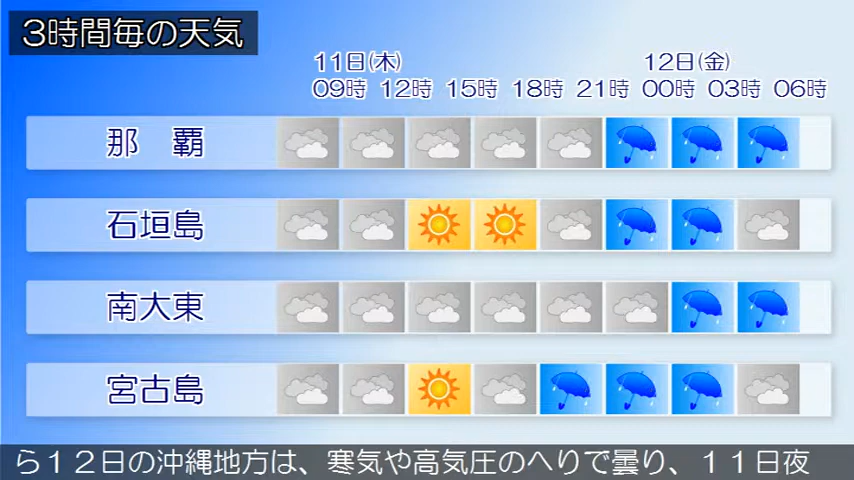 3時間毎の天気
11日(木) 12日(金)
09時 12時 15時 18時 21時 00時 03時 06時
那　覇
石垣島
南大東
宮古島
ら１２日の沖縄地方は、寒気や高気圧のへりで曇り、１１日夜